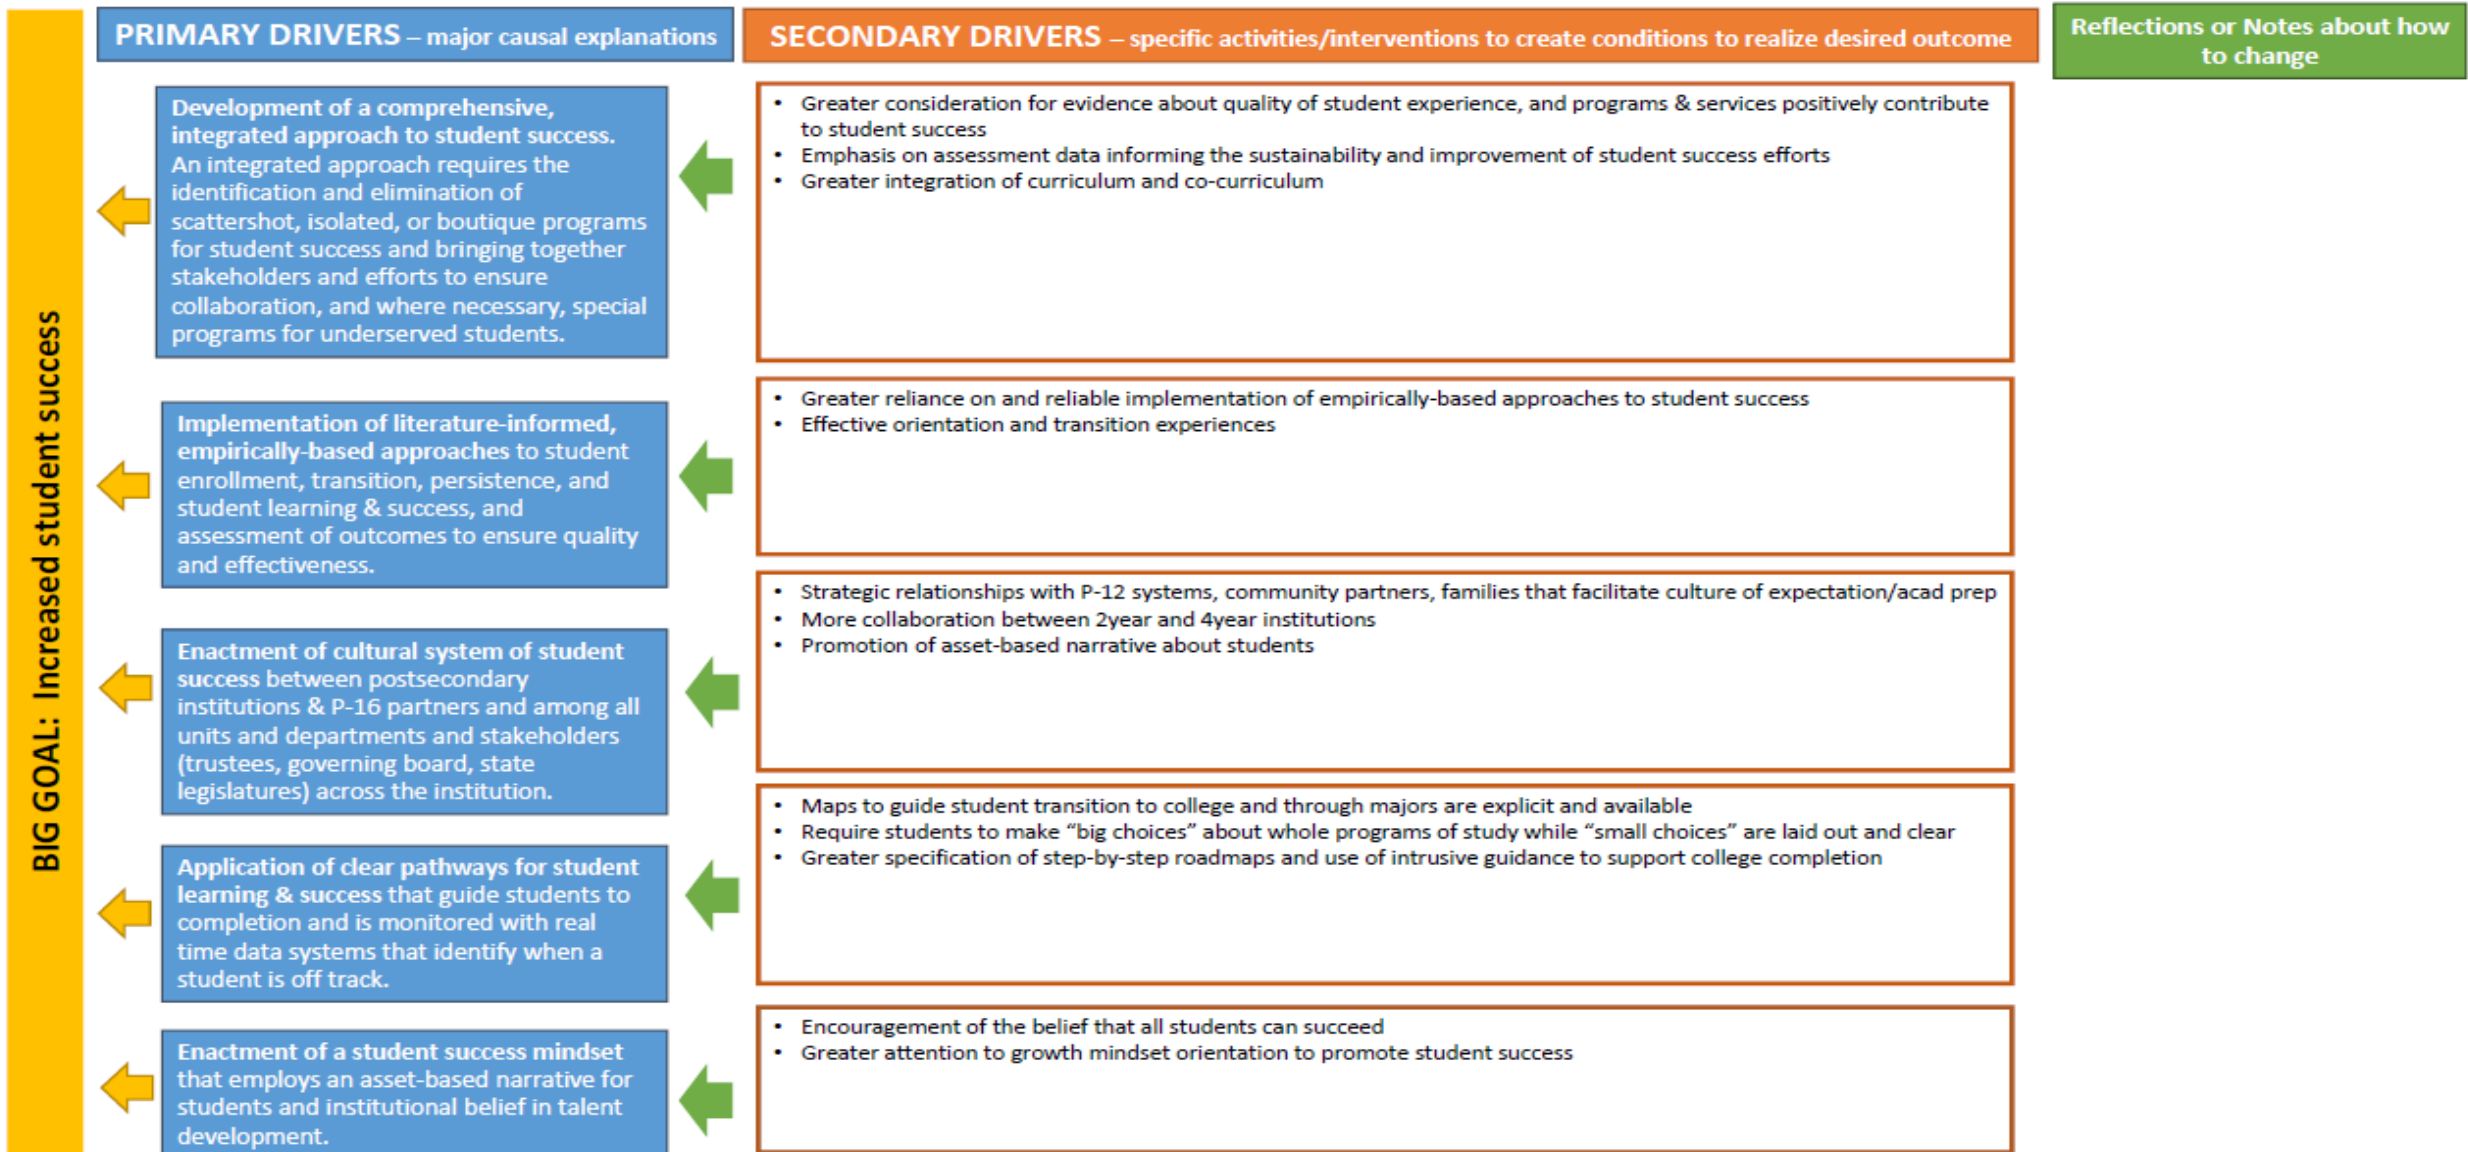 BIG GOAL: Increased student success
PRIMARY DRIVERS – major causal explanations
SECONDARY DRIVERS – specific activities/interventions to create conditions to realize desired outcome
Reflections or Notes about how
to change
Development of a comprehensive,
integrated approach to student success.
An integrated approach requires the
identification and elimination of
scattershot, isolated, or boutique programs
for student success and bringing together
stakeholders and efforts to ensure
collaboration, and where necessary, special
programs for underserved students.
• Greater consideration for evidence about quality of student experience, and programs & services positively contribute
to student success
• Emphasis on assessment data informing the sustainability and improvement of student success efforts
• Greater integration of curriculum and co-curriculum
Implementation of literature-informed,
empirically-based approaches to student
enrollment, transition, persistence, and
student learning & success, and
assessment of outcomes to ensure quality
and effectiveness.
• Greater reliance on and reliable implementation of empirically-based approaches to student success
• Effective orientation and transition experiences
Enactment of cultural system of student
success between postsecondary
institutions & P-16 partners and among all
units and departments and stakeholders
(trustees, governing board, state
legislatures) across the institution.
• Strategic relationships with P-12 systems, community partners, families that facilitate culture of expectation/acad prep
• More collaboration between 2year and 4year institutions
• Promotion of asset-based narrative about students
Application of clear pathways for student
learning & success that guide students to
completion and is monitored with real
time data systems that identify when a
student is off track.
• Maps to guide student transition to college and through majors are explicit and available
• Require students to make “big choices” about whole programs of study while “small choices” are laid out and clear
• Greater specification of step-by-step roadmaps and use of intrusive guidance to support college completion
Enactment of a student success mindset
that employs an asset-based narrative for
students and institutional belief in talent
development.
• Encouragement of the belief that all students can succeed
• Greater attention to growth mindset orientation to promote student success